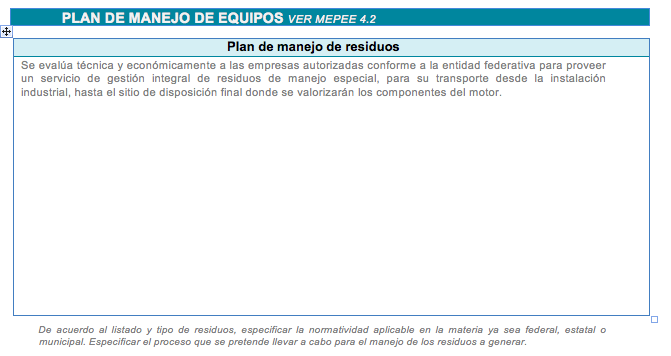 PLAN DE MANEJO DE EQUIPOS VER MEPEE 4.2
Plan de manejo de residuos
Se evalúa técnica y económicamente a las empresas autorizadas conforme a la entidad federativa para proveer
un servicio de gestión integral de residuos de manejo especial, para su transporte desde la instalación
industrial, hasta el sitio de disposición final donde se valorizarán los componentes del motor.
De acuerdo al listado y tipo de residuos, especificar la normatividad aplicable en la materia ya sea federal, estatal o
municipal. Especificar el proceso que se pretende llevar a cabo para el manejo de los residuos a generar.